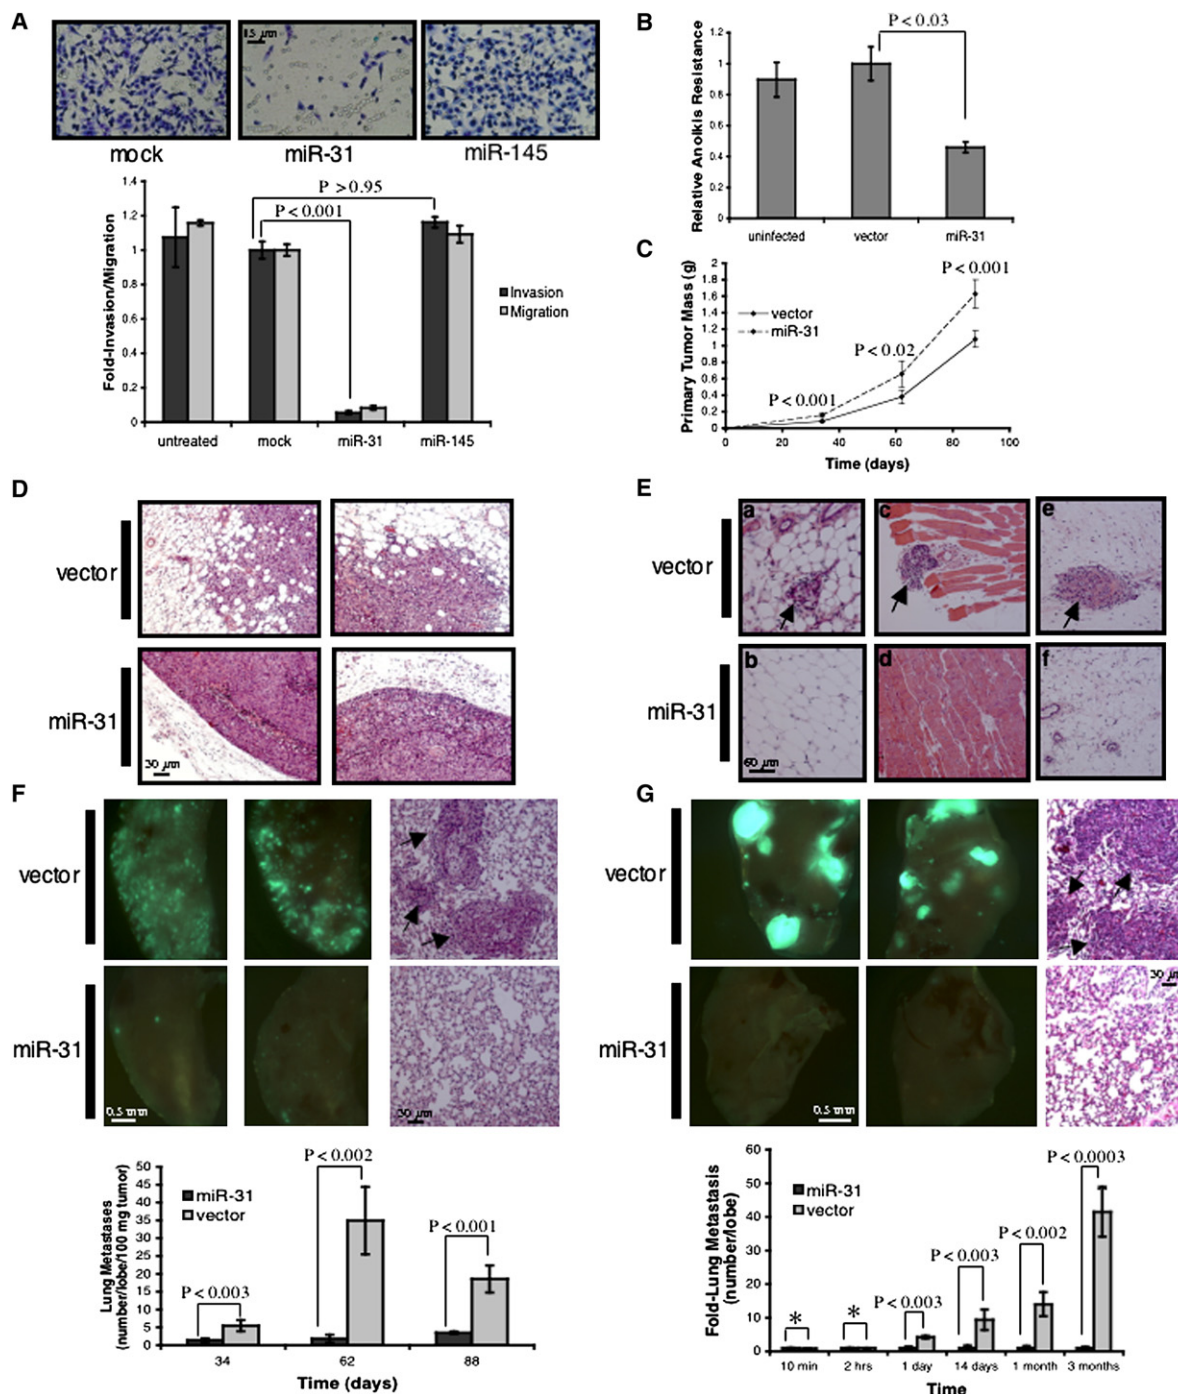 A
1.5 µm
mock
miR-31
miR-145
1.4
1.2
1
0.8
0.6
0.4
0.2
0
Fold-Invasion/Migration
P >0.95
P<0.001
Invasion
Migration
untreated
mock
miR-31
miR-145
B
P<0.03
1.2
1
0.8
0.6
0.4
0.2
0
Relative Anoikis Resistance
uninfected
vector
miR-31
C
Primary Tumor Mass (g)
2
1.8
1.6
1.4
1.2
1
0.8
0.6
0.4
0.2
0
vector
miR-31
P<0.001
P<0.02
P<0.001
0
20
40
60
80
100
Time (days)
D
vector
miR-31
30 µm
E
vector
miR-31
a
c
e
b
d
f
60 µm
F
vector
miR-31
0.5 mm
30 µm
Lung Metastases
(number/lobe/100 mg tumor)
50
45
40
35
30
25
20
15
10
5
0
miR-31
vector
P<0.003
P<0.002
P<0.001
34
62
88
Time (days)
G
vector
miR-31
0.5 mm
30 µm
Fold-Lung Metastasis
(number/lobe)
60
50
40
30
20
10
0
miR-31
vector
*
*
P<0.003
P<0.003
P<0.002
P<0.0003
10 min
2 hrs
1 day
14 days
1 month
3 months
Time